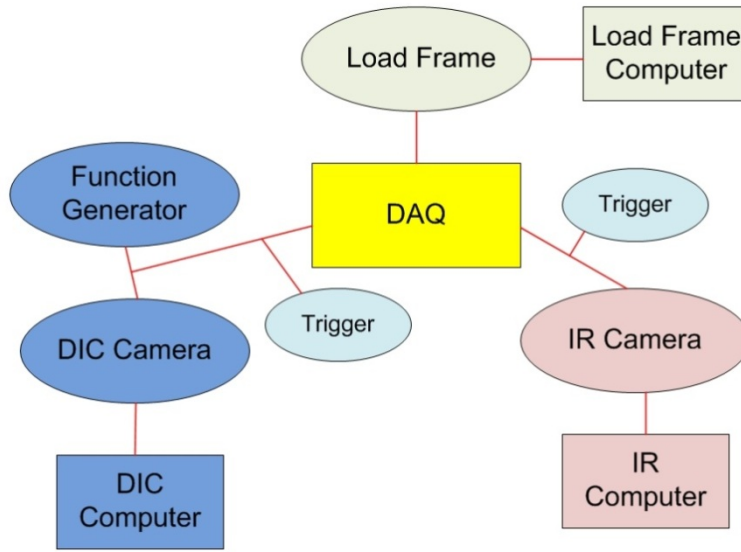 Load Frame
Load Frame
Computer
Function
Generator
DAQ
Trigger
Trigger
DIC Camera
IR Camera
DIC
Computer
IR
Computer